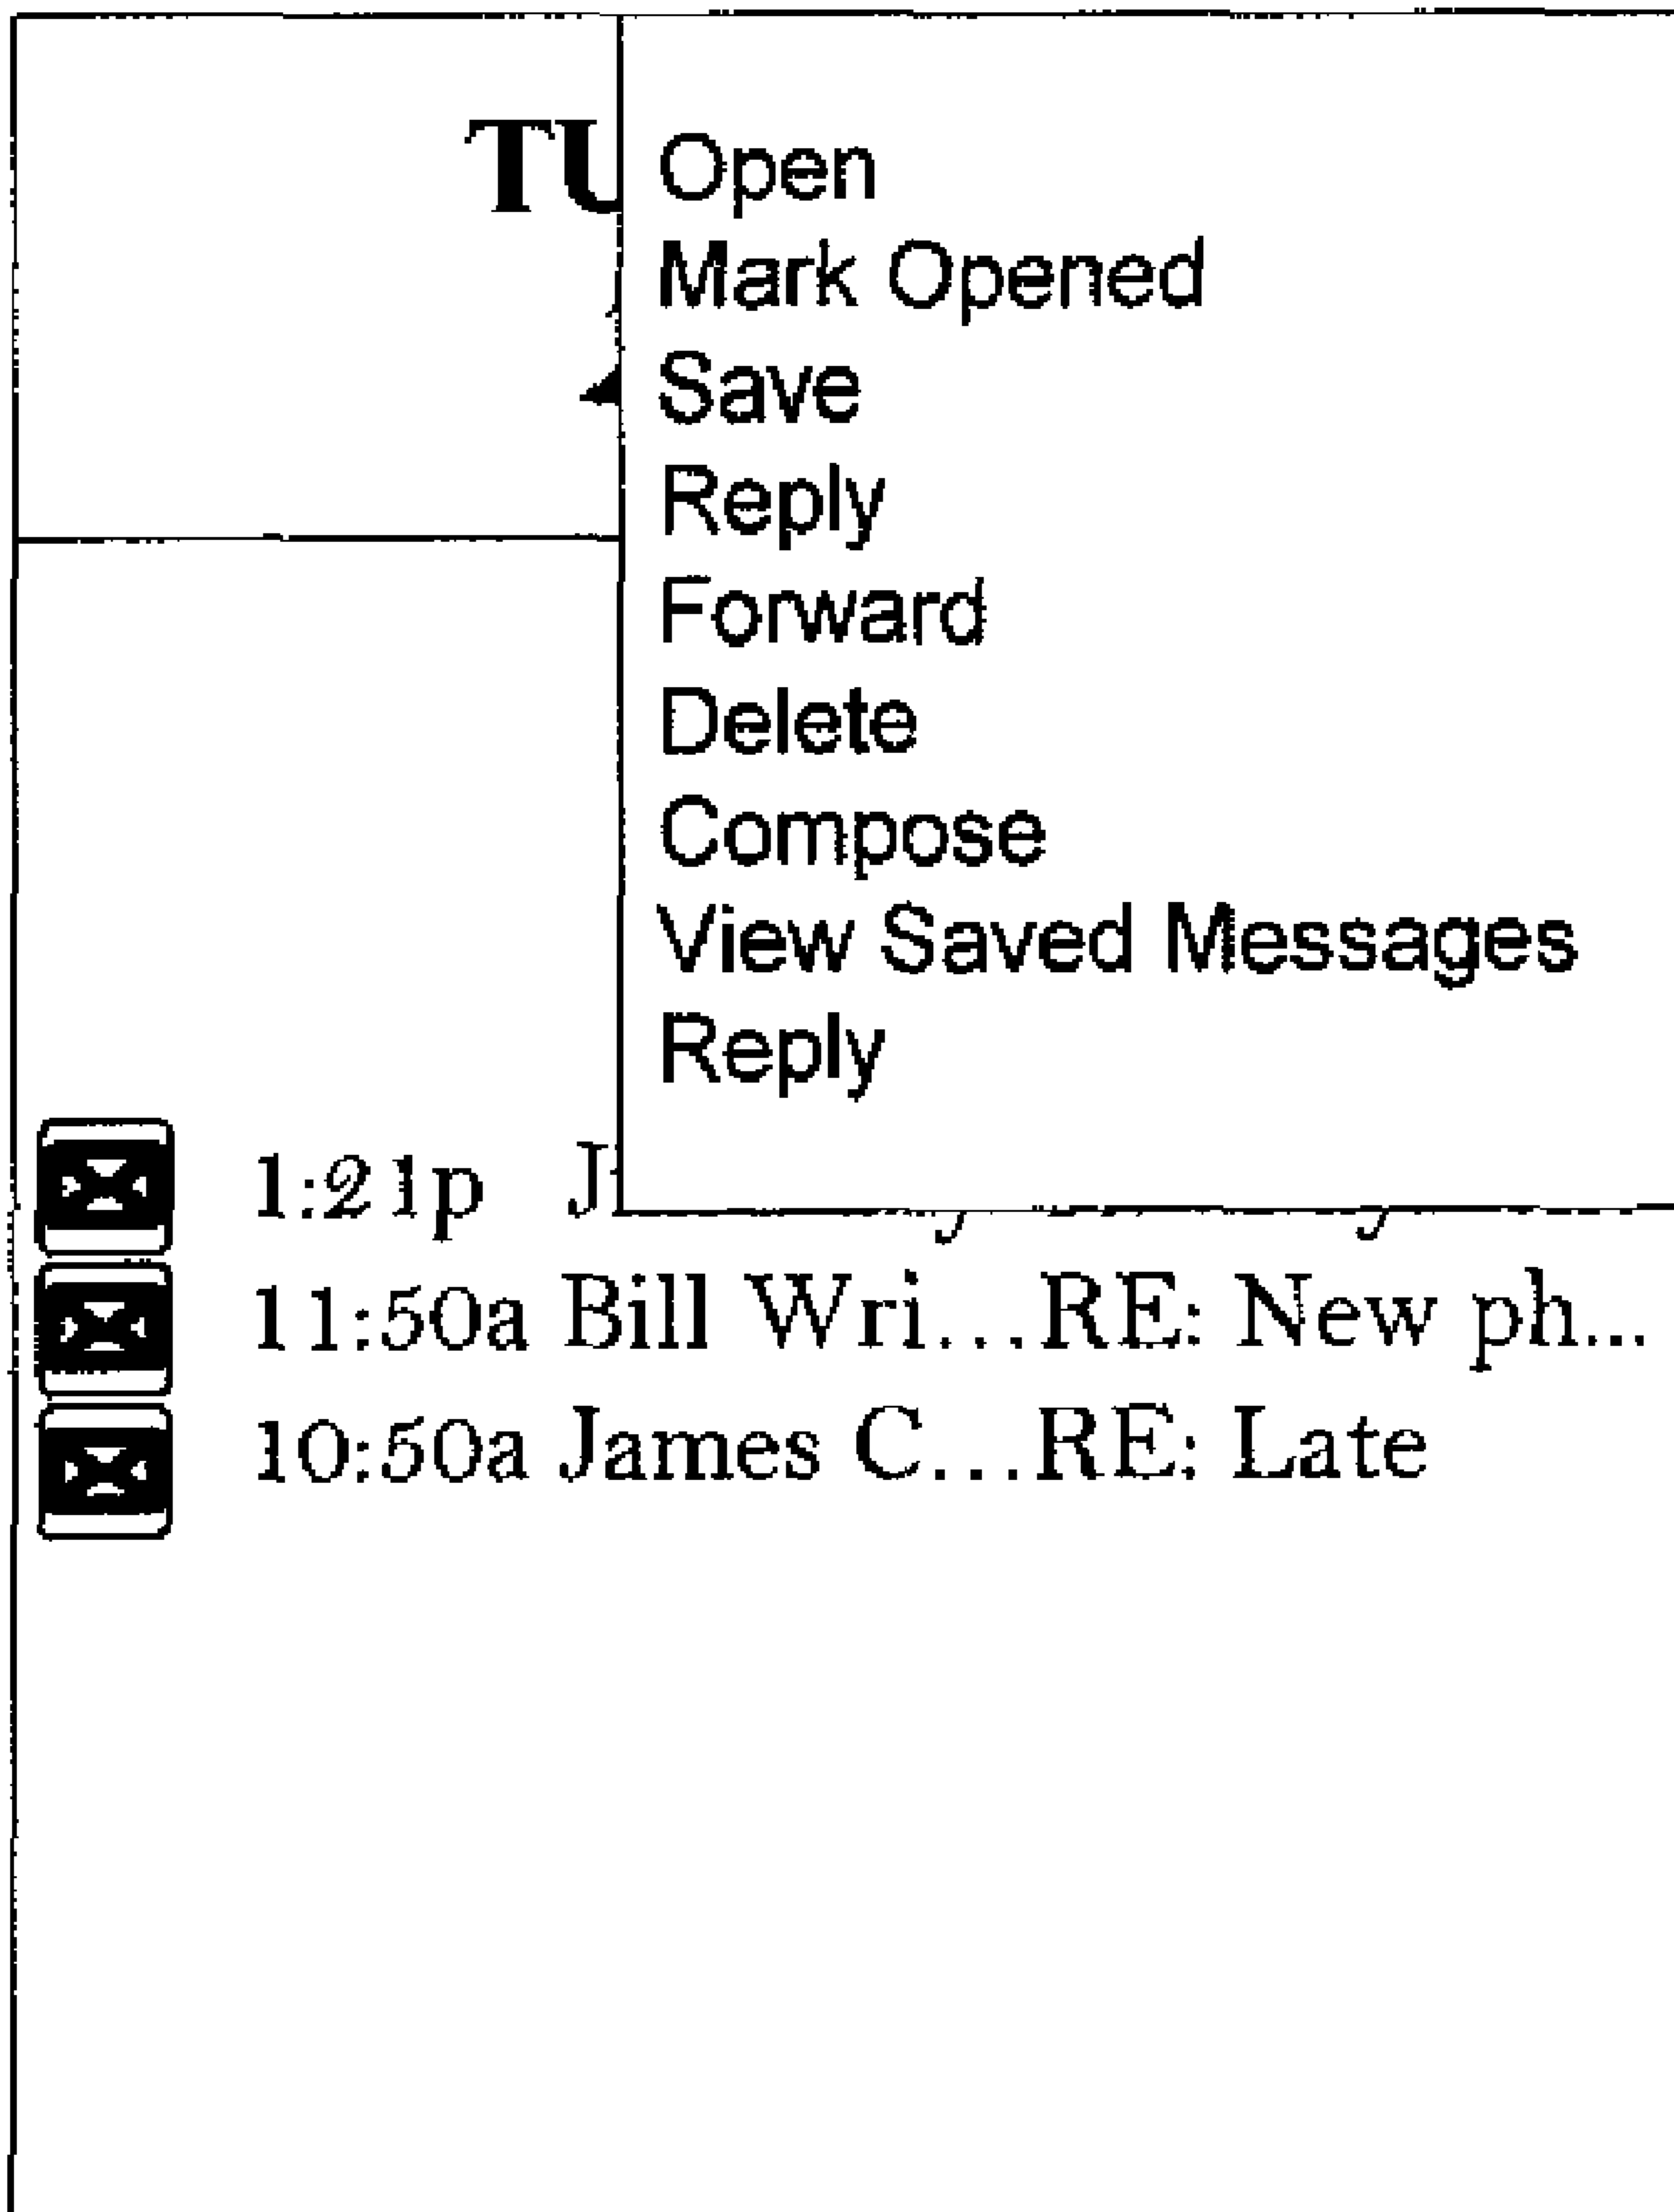 TU
Open
Mark Opened
Save
Reply
Forward
Delete
Compose
View Saved Messages
Reply
1:21p J
11:50a Bill Wri...RE: New ph...
10:50a James C...RE: Late